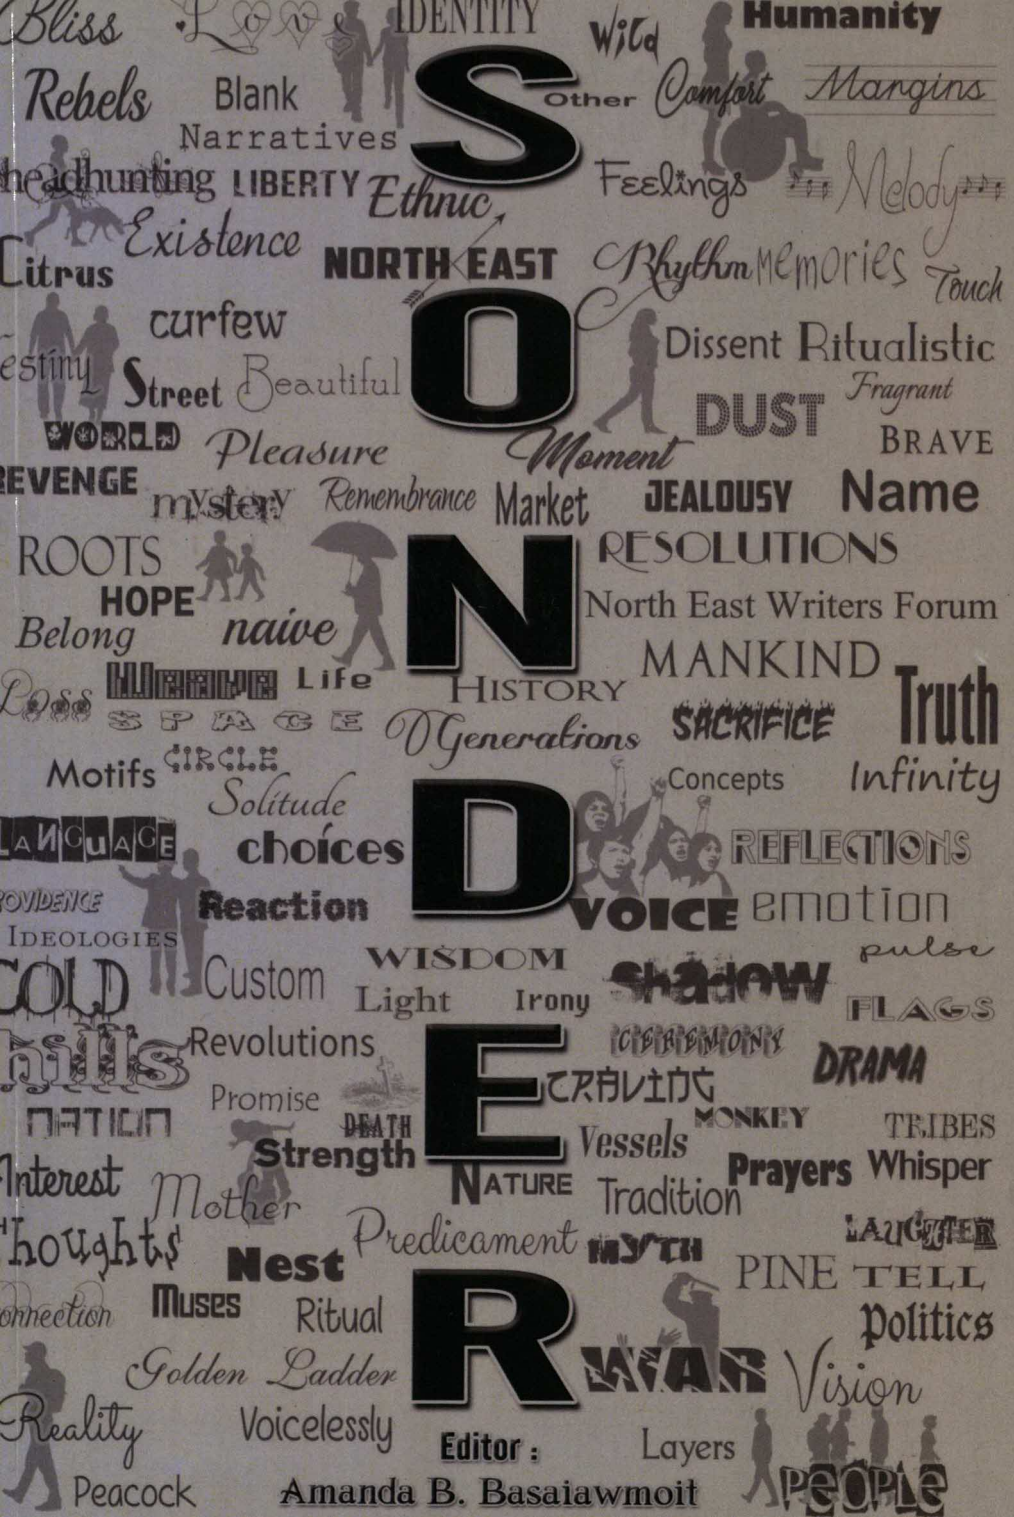 Bliss Love IDENTITY Wild Humanity
Rebels Blank Other Comfort Margins
Narratives
headhunting LIBERTY Ethnic Feelings Melody
Existence
Citrus NORTH EAST Rhythm Memories Touch
curfew Dissent Ritualistic
estiny Street Beautiful Fragrant
DUST
WORLD Pleasure Moment BRAVE
REVENGE mystery Remembrance Market JEALOUSY Name
ROOTS RESOLUTIONS
HOPE North East Writers Forum
Belong naive MANKIND
Loss Weave Life HISTORY Truth
SPACE Generations SACRIFICE
Motifs CIRCLE Concepts Infinity
Solitude
LANGUAGE choices REFLECTIONS
ROVIDENCE Reaction VOICE emotion
IDEOLOGIES WISDOM pulse
Custom Shadow
Light Irony FLAGS
hills Revolutions CEREMONY DRAMA
Promise CRAVING
NATION DEATH MONKEY TRIBES
Strength Vessels Prayers Whisper
Interest Mother NATURE Tradition
Thoughts Predicament MYTH LAUGHTER
Nest PINE TELL
onnection Muses Ritual Politics
Golden Ladder WAR Vision
Reality Voicelessly Layers
Peacock PEOPLE
SONDER
Editor :
Amanda B. Basaiawmoit